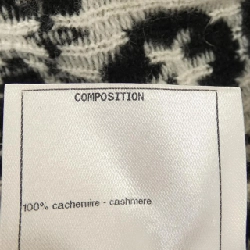 COMPOSITION
100% cachemire - cashmere